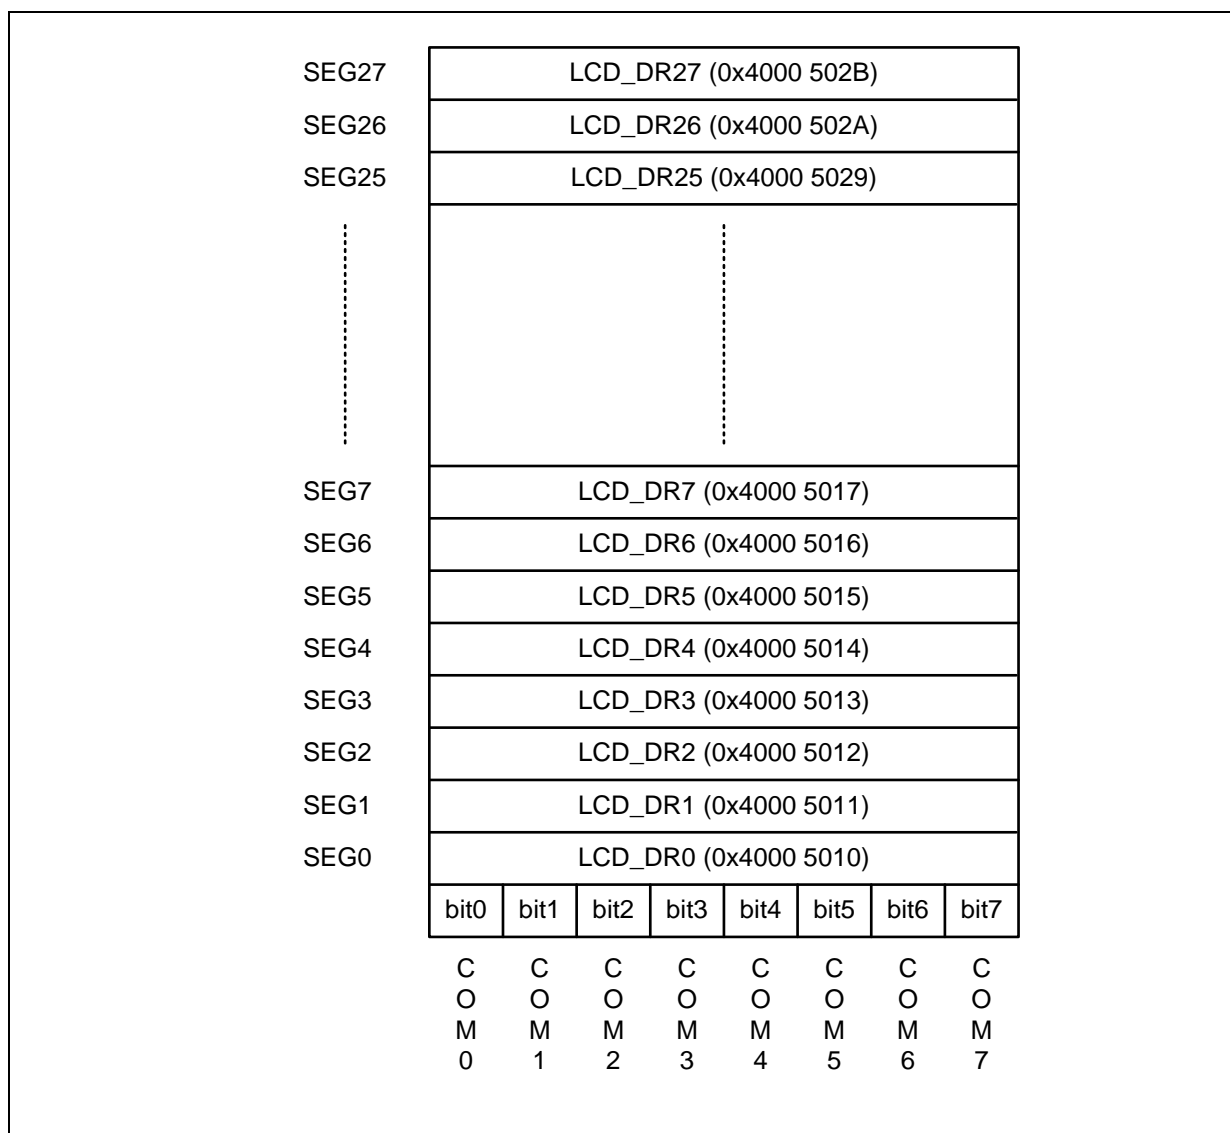 SEG27 LCD_DR27 (0x4000 502B)
SEG26 LCD_DR26 (0x4000 502A)
SEG25 LCD_DR25 (0x4000 5029)
SEG7 LCD_DR7 (0x4000 5017)
SEG6 LCD_DR6 (0x4000 5016)
SEG5 LCD_DR5 (0x4000 5015)
SEG4 LCD_DR4 (0x4000 5014)
SEG3 LCD_DR3 (0x4000 5013)
SEG2 LCD_DR2 (0x4000 5012)
SEG1 LCD_DR1 (0x4000 5011)
SEG0 LCD_DR0 (0x4000 5010)
bit0 bit1 bit2 bit3 bit4 bit5 bit6 bit7
C C C C C C C C
O O O O O O O O
M M M M M M M M
0 1 2 3 4 5 6 7